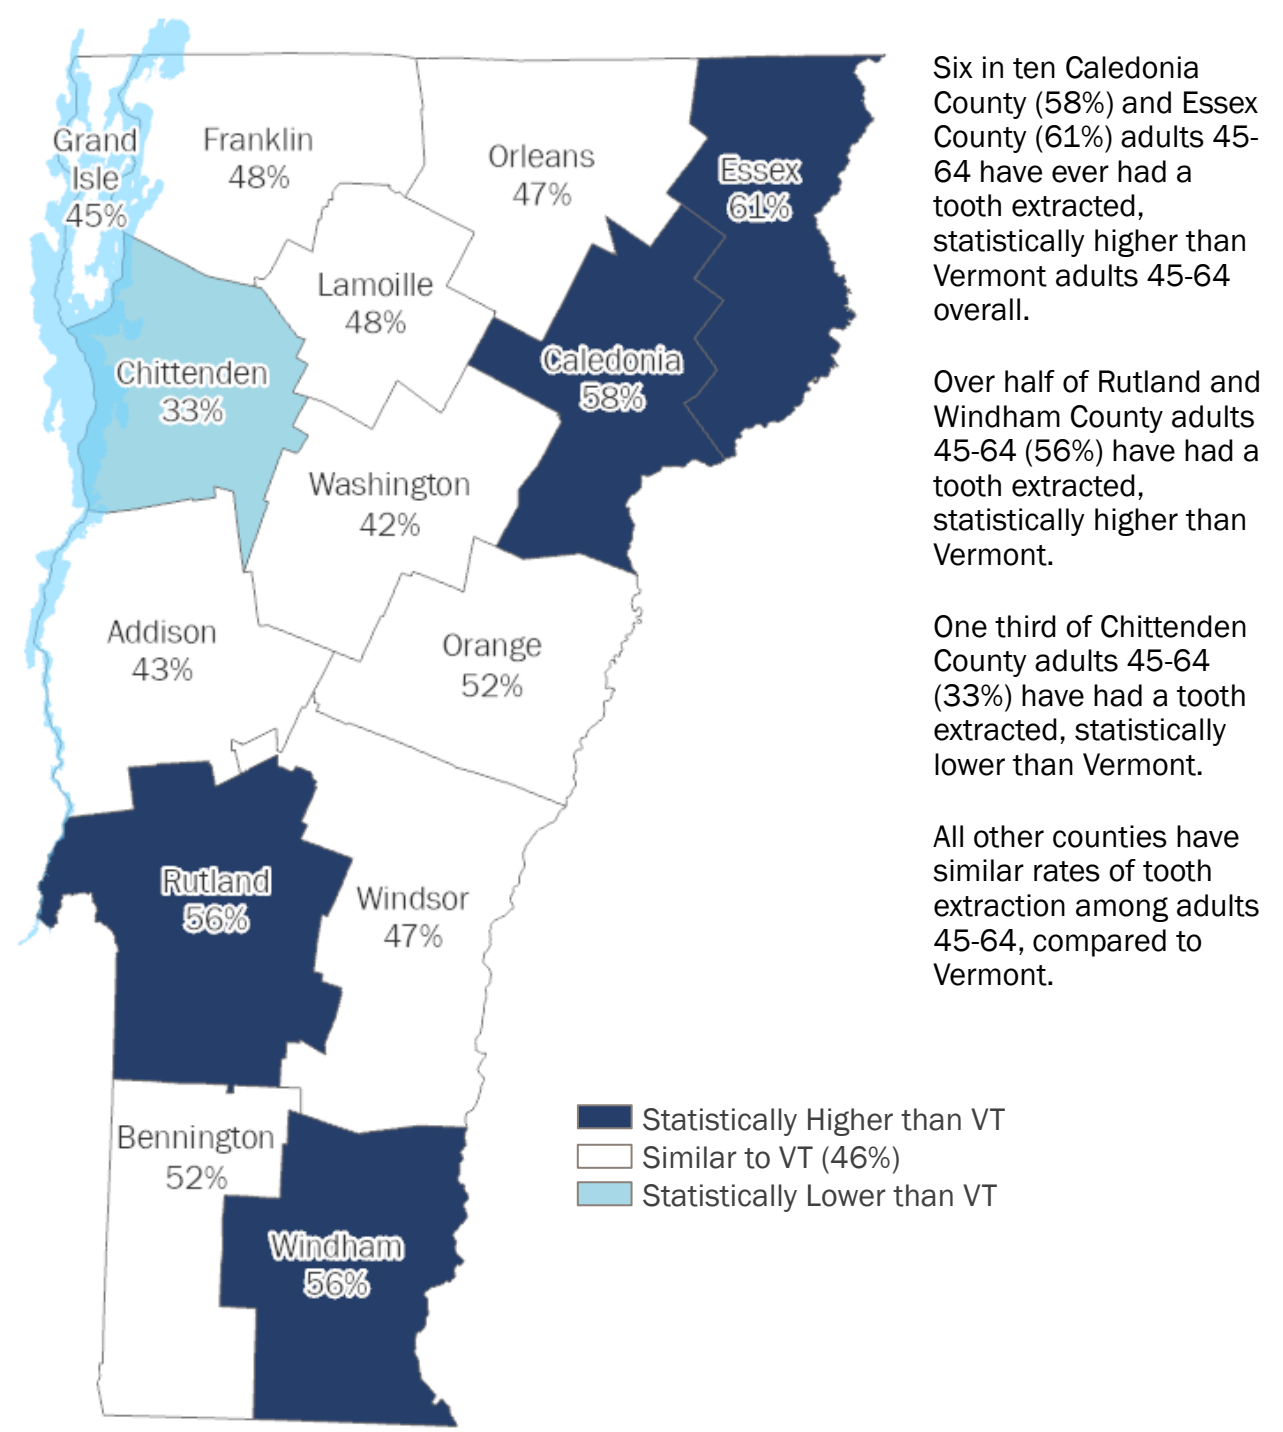 Grand
Isle
45%
Franklin
48%
Orleans
47%
Essex
61%
Lamoille
48%
Chittenden
33%
Caledonia
58%
Washington
42%
Addison
43%
Orange
52%
Rutland
56%
Windsor
47%
Bennington
52%
Windham
56%
Six in ten Caledonia
County (58%) and Essex
County (61%) adults 45-
64 have ever had a
tooth extracted,
statistically higher than
Vermont adults 45-64
overall.
Over half of Rutland and
Windham County adults
45-64 (56%) have had a
tooth extracted,
statistically higher than
Vermont.
One third of Chittenden
County adults 45-64
(33%) have had a tooth
extracted, statistically
lower than Vermont.
All other counties have
similar rates of tooth
extraction among adults
45-64, compared to
Vermont.
Statistically Higher than VT
Similar to VT (46%)
Statistically Lower than VT